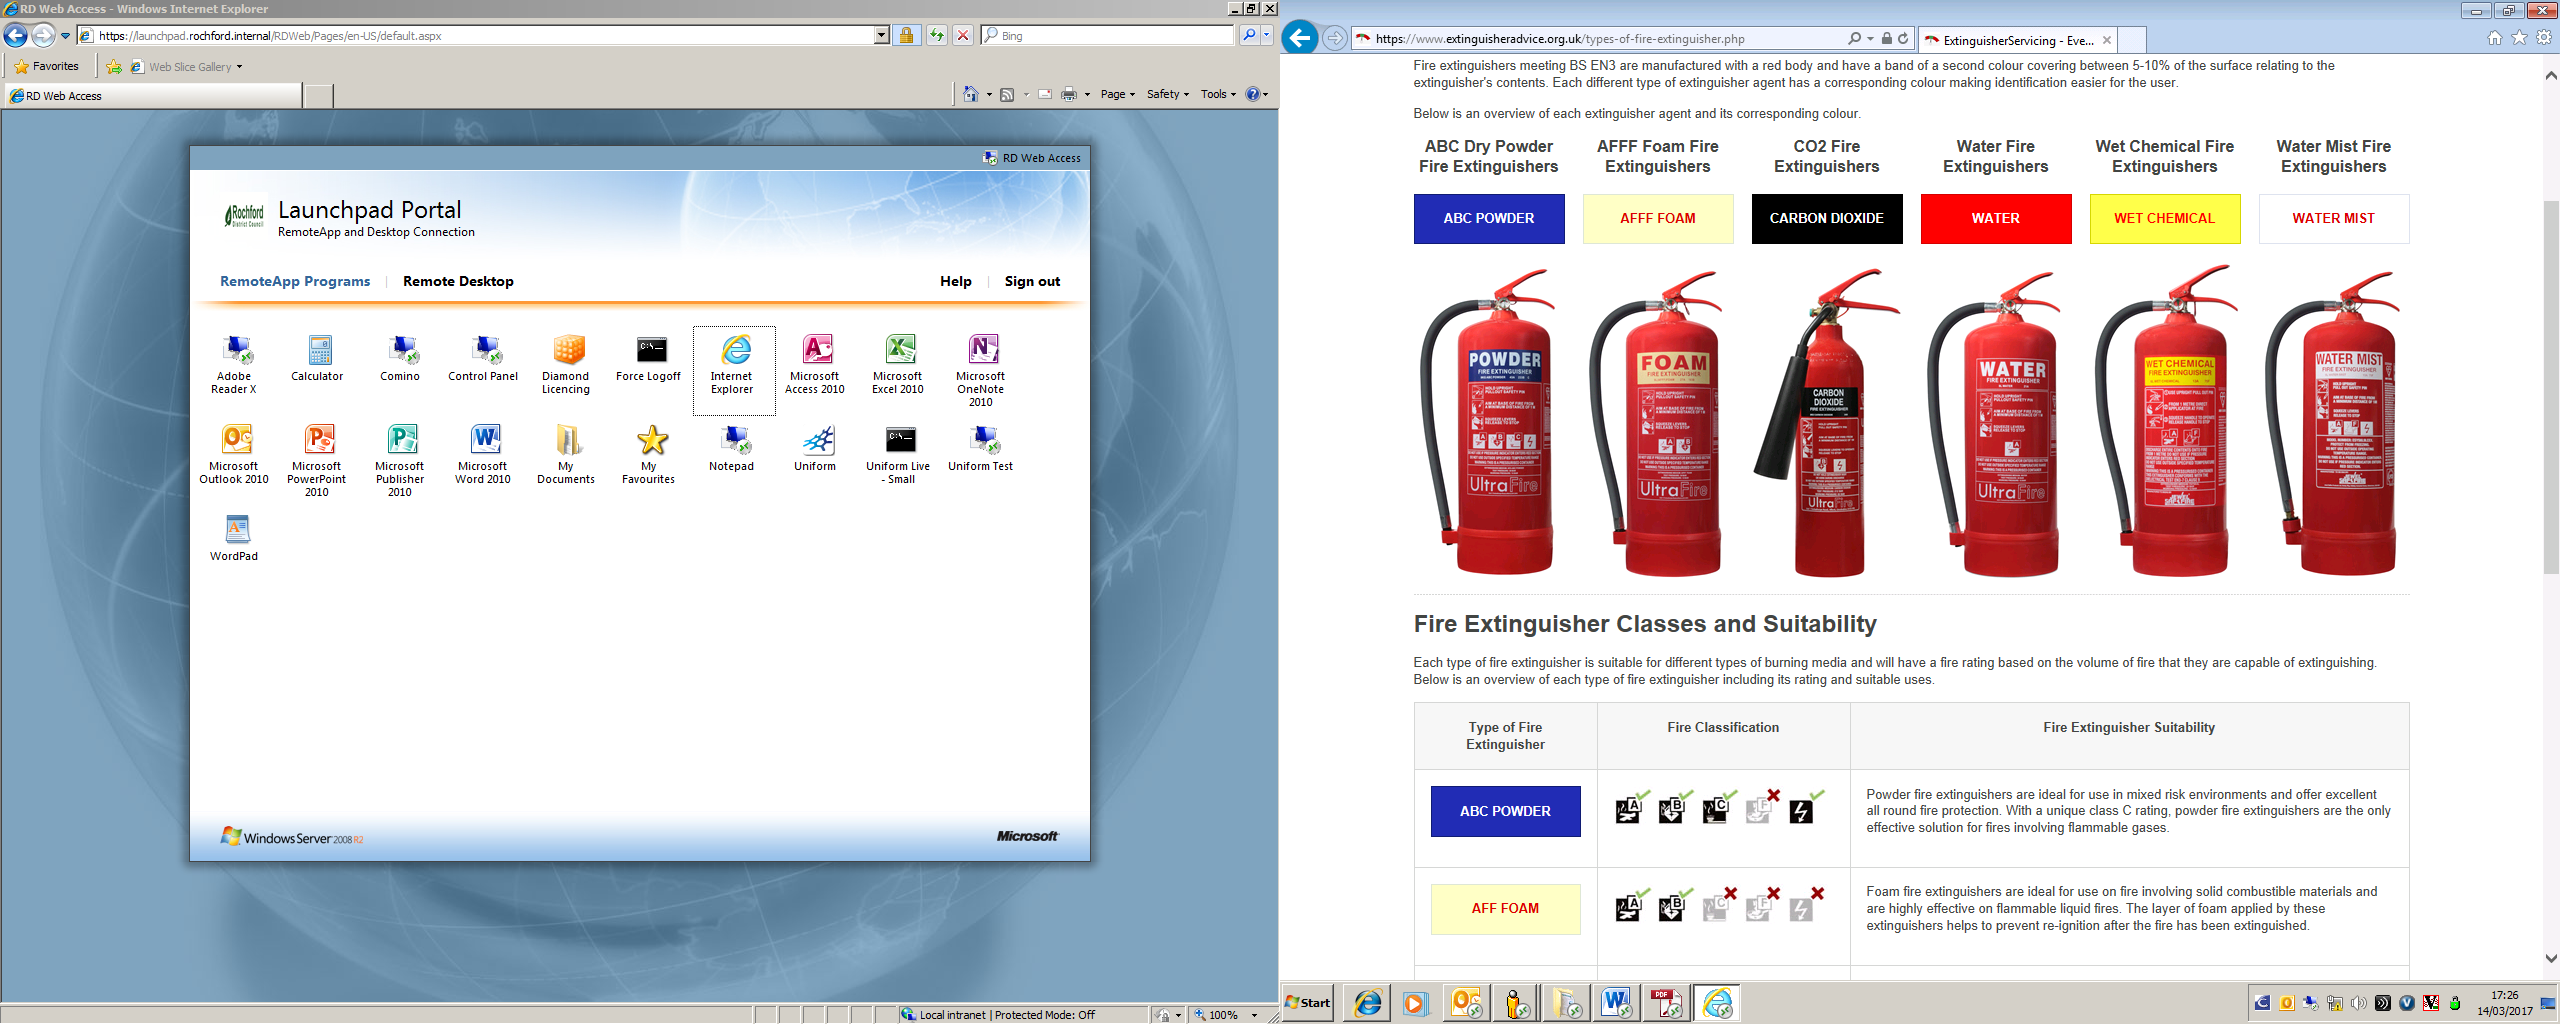 RD Web Access - Windows Internet Explorer
https://launchpad.rochford.internal/RDWeb/Pages/en-US/default.aspx
Bing
Favorites
Web Slice Gallery
RD Web Access
Page
Safety
Tools
RD Web Access
Rochford
District Council
Launchpad Portal
RemoteApp and Desktop Connection
RemoteApp Programs
Remote Desktop
Help
Sign out
Adobe
Reader X
Calculator
Comino
Control Panel
Diamond
Licencing
Force Logoff
Internet
Explorer
Microsoft
Access 2010
Microsoft
Excel 2010
Microsoft
OneNote
2010
Microsoft
Outlook 2010
Microsoft
PowerPoint
2010
Microsoft
Publisher
2010
Microsoft
Word 2010
My
Documents
My
Favourites
Notepad
Uniform
Uniform Live
- Small
Uniform Test
WordPad
Windows Server 2008 R2
Microsoft
Local intranet | Protected Mode: Off
100%
https://www.extinguisheradvice.org.uk/types-of-fire-extinguisher.php
ExtinguisherServicing - Eve...
Fire extinguishers meeting BS EN3 are manufactured with a red body and have a band of a second colour covering between 5-10% of the surface relating to the
extinguisher's contents. Each different type of extinguisher agent has a corresponding colour making identification easier for the user.
Below is an overview of each extinguisher agent and its corresponding colour.
ABC Dry Powder
Fire Extinguishers
AFFF Foam Fire
Extinguishers
CO2 Fire
Extinguishers
Water Fire
Extinguishers
Wet Chemical Fire
Extinguishers
Water Mist Fire
Extinguishers
ABC POWDER
AFFF FOAM
CARBON DIOXIDE
WATER
WET CHEMICAL
WATER MIST
POWDER
FIRE EXTINGUISHER
UltraFire
FOAM
FIRE EXTINGUISHER
UltraFire
CARBON
DIOXIDE
FIRE EXTINGUISHER
UltraFire
WATER
FIRE EXTINGUISHER
UltraFire
WET CHEMICAL
FIRE EXTINGUISHER
WATER MIST
FIRE EXTINGUISHER
Fire Extinguisher Classes and Suitability
Each type of fire extinguisher is suitable for different types of burning media and will have a fire rating based on the volume of fire that they are capable of extinguishing.
Below is an overview of each type of fire extinguisher including its rating and suitable uses.
Type of Fire
Extinguisher
Fire Classification
Fire Extinguisher Suitability
ABC POWDER
A B C F
Powder fire extinguishers are ideal for use in mixed risk environments and offer excellent
all round fire protection. With a unique class C rating, powder fire extinguishers are the only
effective solution for fires involving flammable gases.
AFF FOAM
A B C F
Foam fire extinguishers are ideal for use on fire involving solid combustible materials and
are highly effective on flammable liquid fires. The layer of foam applied by these
extinguishers helps to prevent re-ignition after the fire has been extinguished.
Start
17:26
14/03/2017